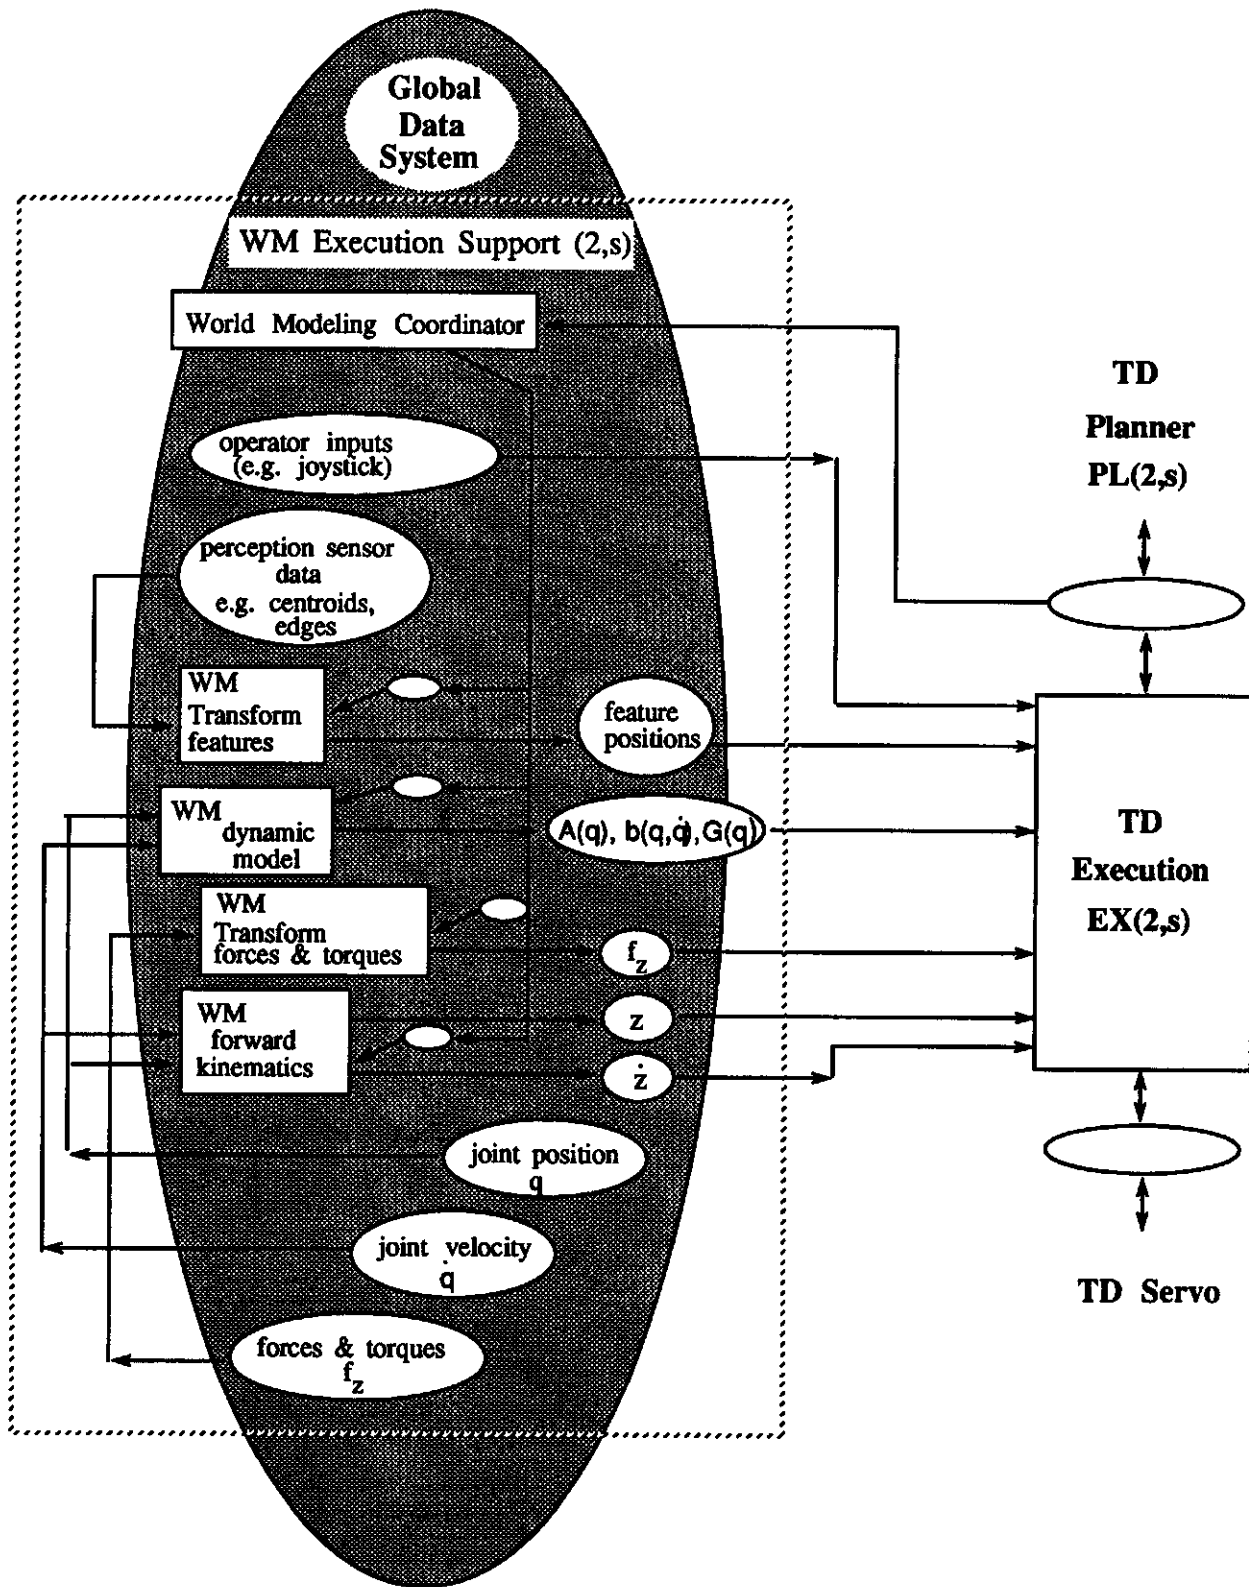 Global
Data
System
WM Execution Support (2,s)
World Modeling Coordinator
operator inputs
(e.g. joystick)
perception sensor
data
e.g. centroids,
edges
WM
Transform
features
feature
positions
WM
dynamic
model
A(q), b(q,q̇),G(q)
WM
Transform
forces & torques
f_z
WM
forward
kinematics
z
ż
joint position
q
joint velocity
q̇
forces & torques
f_z
TD
Planner
PL(2,s)
TD
Execution
EX(2,s)
TD Servo